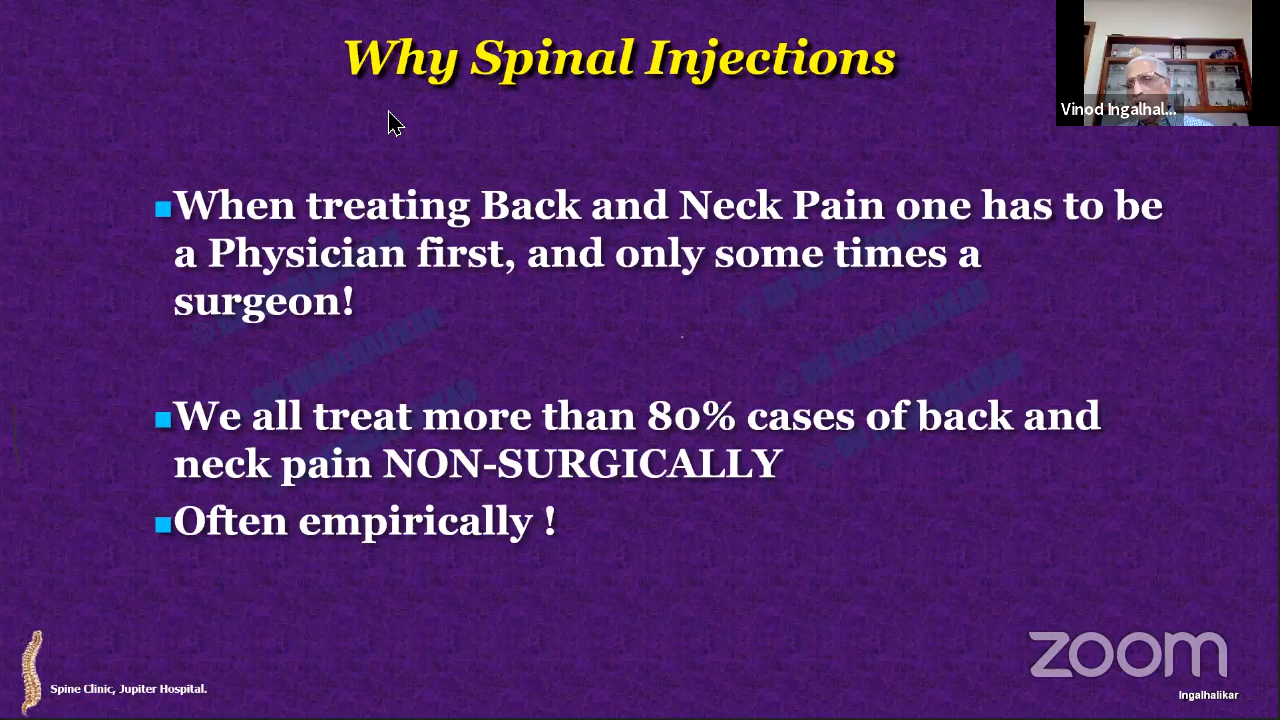 Why Spinal Injections
Vinod Ingalhal...
When treating Back and Neck Pain one has to be
a Physician first, and only some times a
surgeon!
We all treat more than 80% cases of back and
neck pain NON-SURGICALLY
Often empirically !
zoom
Spine Clinic, Jupiter Hospital.
Ingalhalikar